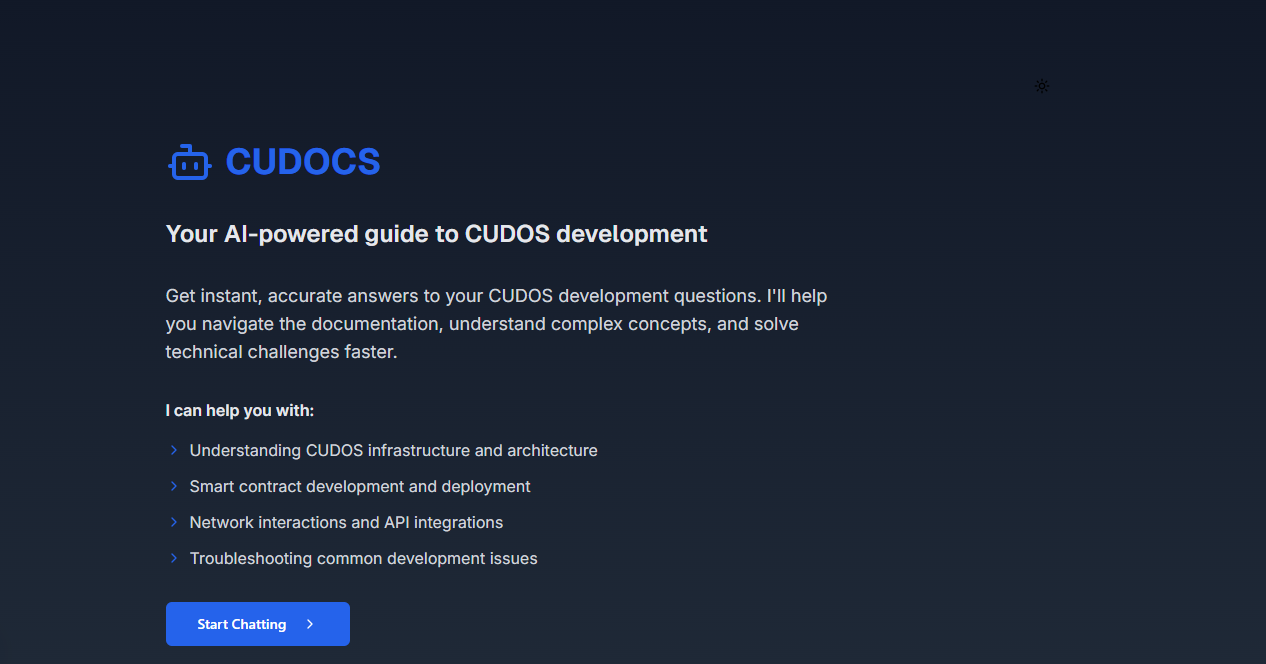 CUDOCS
Your AI-powered guide to CUDOS development
Get instant, accurate answers to your CUDOS development questions. I'll help
you navigate the documentation, understand complex concepts, and solve
technical challenges faster.
I can help you with:
Understanding CUDOS infrastructure and architecture
Smart contract development and deployment
Network interactions and API integrations
Troubleshooting common development issues
Start Chatting